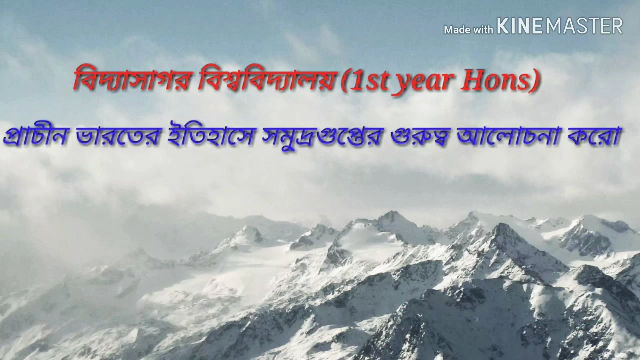 Made with KINEMASTER
বিদ্যাসাগর বিশ্ববিদ্যালয় (1st year Hons)
প্রাচীন ভারতের ইতিহাসে সমুদ্রগুপ্তের গুরুত্ব আলোচনা করো